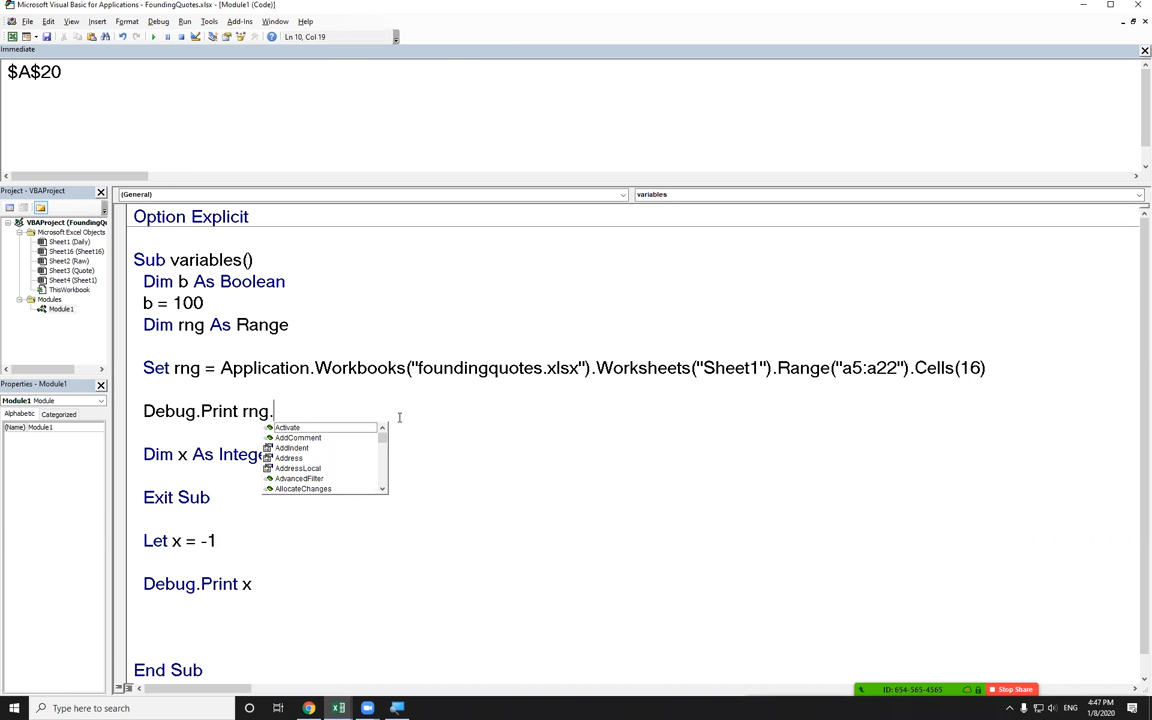 Microsoft Visual Basic for Applications - FoundingQuotes.xlsx - [Module1 (Code)]
File Edit View Insert Format Debug Run Tools Add-Ins Window Help
Ln 10, Col 19
Immediate
$A$20
Project - VBAProject
VBAProject (FoundingQu
Microsoft Excel Objects
Sheet1 (Daily)
Sheet16 (Sheet16)
Sheet2 (Raw)
Sheet3 (Quote)
Sheet4 (Sheet1)
ThisWorkbook
Modules
Module1
Properties - Module1
Module1 Module
Alphabetic Categorized
(Name) Module1
(General) variables
Option Explicit
Sub variables()
Dim b As Boolean
b = 100
Dim rng As Range
Set rng = Application.Workbooks("foundingquotes.xlsx").Worksheets("Sheet1").Range("a5:a22").Cells(16)
Debug.Print rng.
Activate
AddComment
AddIndent
Address
AddressLocal
AdvancedFilter
AllocateChanges
Dim x As Intege
Exit Sub
Let x = -1
Debug.Print x
End Sub
ID: 654-565-4565 Stop Share
Type here to search
ENG
4:47 PM
1/8/2020